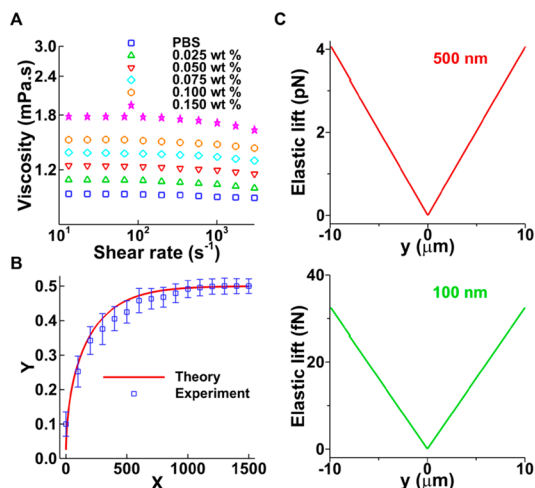 A
Viscosity (mPa.s)
3.0
2.4
1.8
1.2
PBS
0.025 wt %
0.050 wt %
0.075 wt %
0.100 wt %
0.150 wt %
10¹
10²
10³
Shear rate (s⁻¹)
B
Y
0.5
0.4
0.3
0.2
0.1
0.0
Theory
Experiment
0
500
1000
1500
X
C
Elastic lift (pN)
4
2
0
500 nm
-10
0
10
y (μm)
Elastic lift (fN)
40
20
0
100 nm
-10
0
10
y (μm)